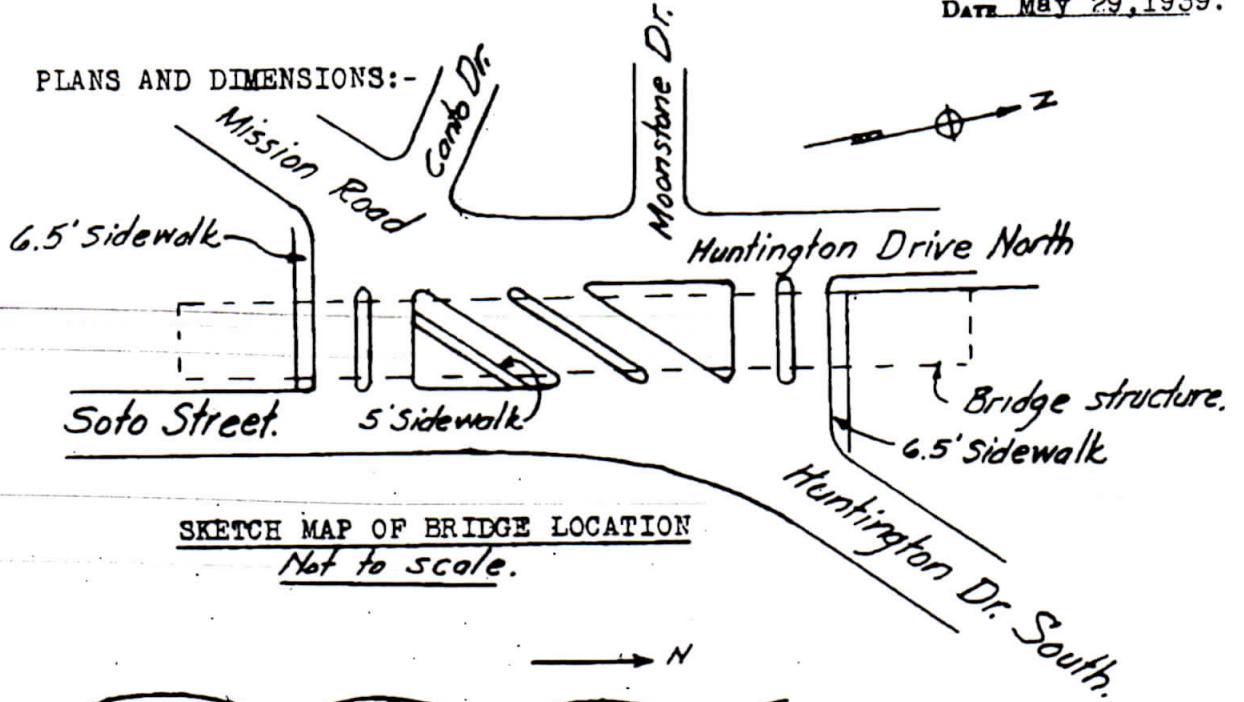 DATE May 29,1939.
PLANS AND DIMENSIONS:-
Mission Road
Canto Dr.
Moonstone Dr.
N
6.5' Sidewalk
Huntington Drive North
Soto Street.
5' Sidewalk
Bridge structure.
6.5' Sidewalk
Huntington Dr. South.
SKETCH MAP OF BRIDGE LOCATION
Not to scale.
N